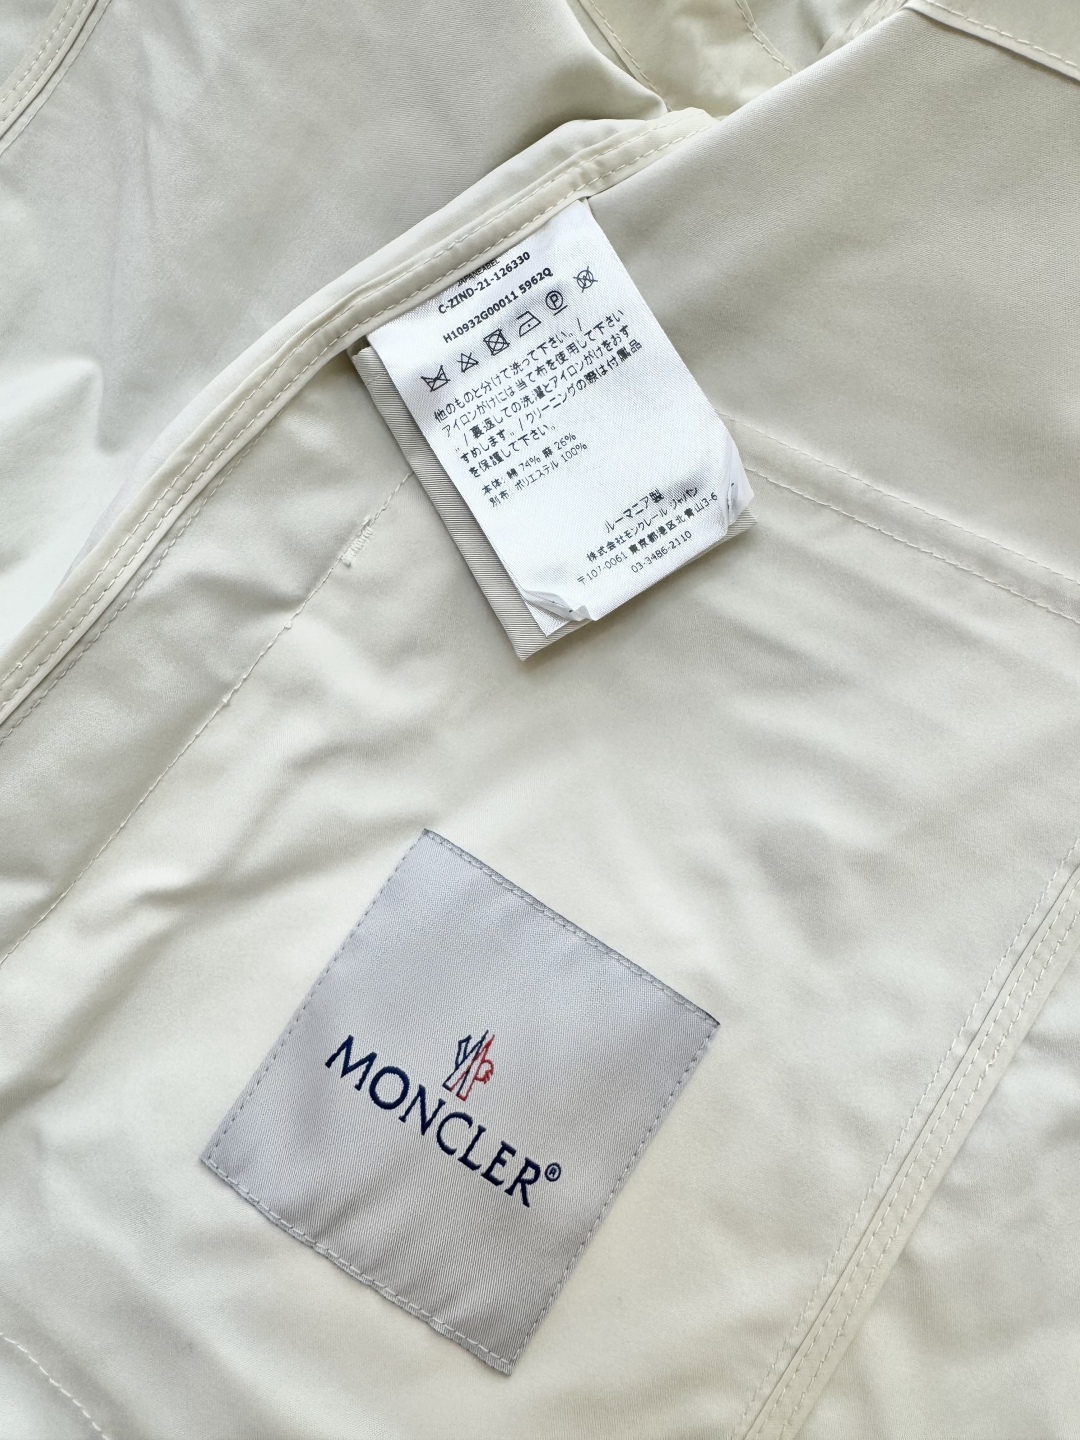 JAPANLABEL
C-ZIND-21-126330
H10932G00011 5962Q
他のものと分けて洗って下さい。/
アイロンがけには当て布を使用して下さい
。/裏返しての洗濯とアイロンがけをおす
すめします。/クリーニングの際は付属品
を保護して下さい。
本体: 綿 74% 麻 26%
別布: ポリエステル 100%
ルーマニア製
株式会社モンクレール ジャパン
〒107-0061 東京都港区北青山3-6
03-3486-2110
MONCLER®